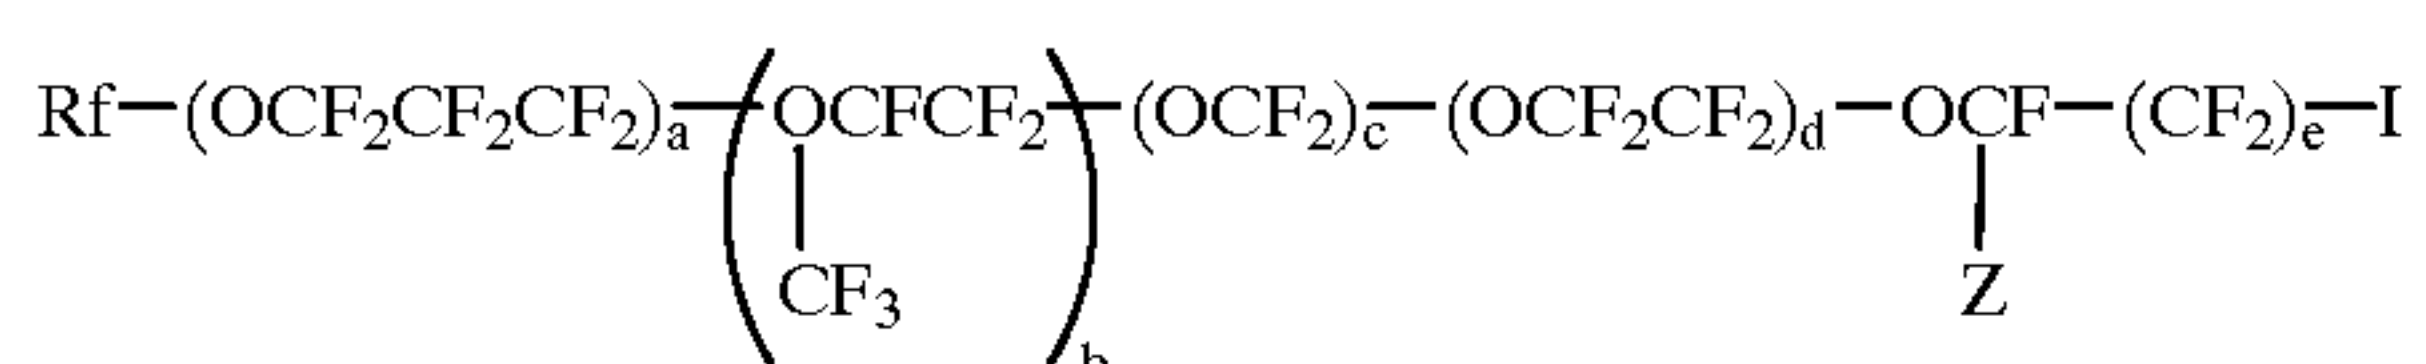 Rf—(OCF₂CF₂CF₂)ₐ—(OCFCF₂)—(OCF₂)c—(OCF₂CF₂)d—OCF—(CF₂)ₑ—I
CF₃ Z
b